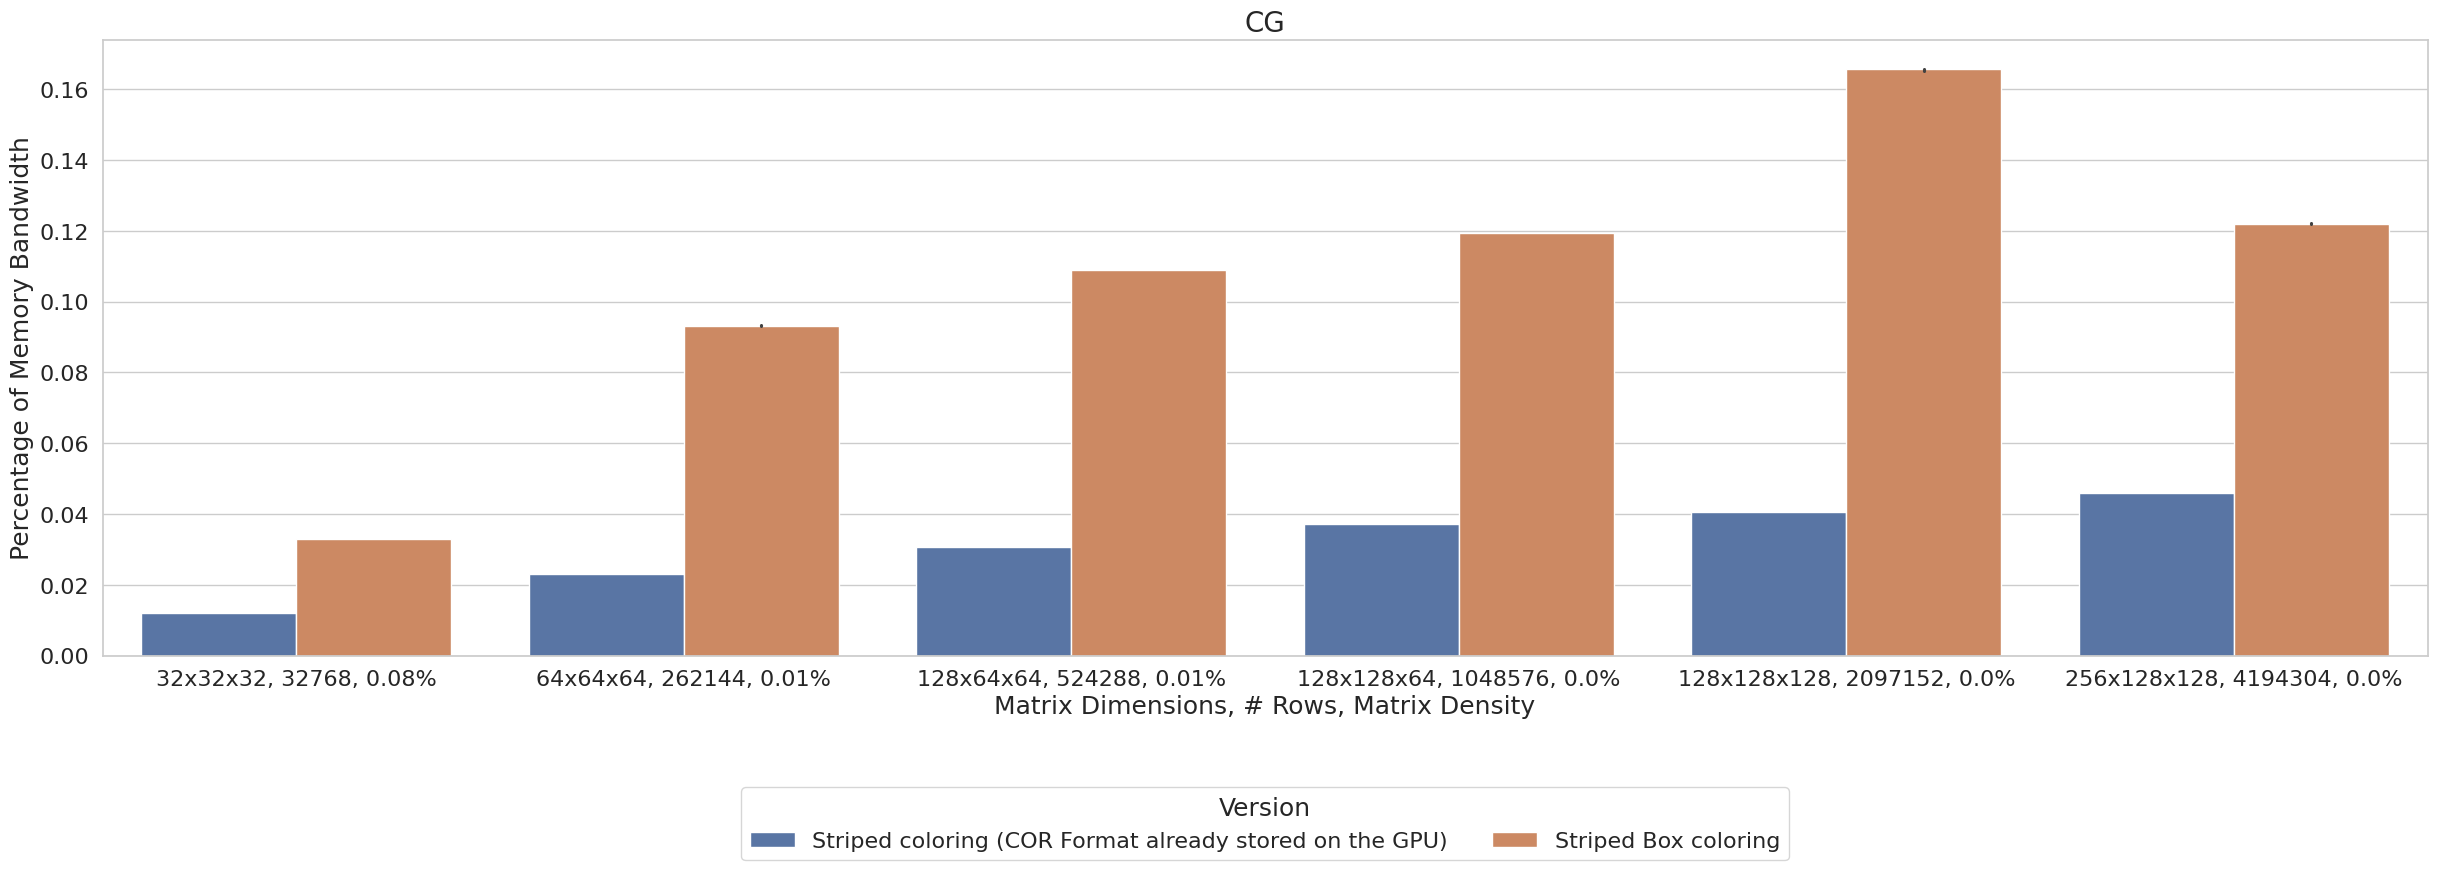 CG
Percentage of Memory Bandwidth
0.16
0.14
0.12
0.10
0.08
0.06
0.04
0.02
0.00
32x32x32, 32768, 0.08%
64x64x64, 262144, 0.01%
128x64x64, 524288, 0.01%
128x128x64, 1048576, 0.0%
128x128x128, 2097152, 0.0%
256x128x128, 4194304, 0.0%
Matrix Dimensions, # Rows, Matrix Density
Version
Striped coloring (COR Format already stored on the GPU)
Striped Box coloring